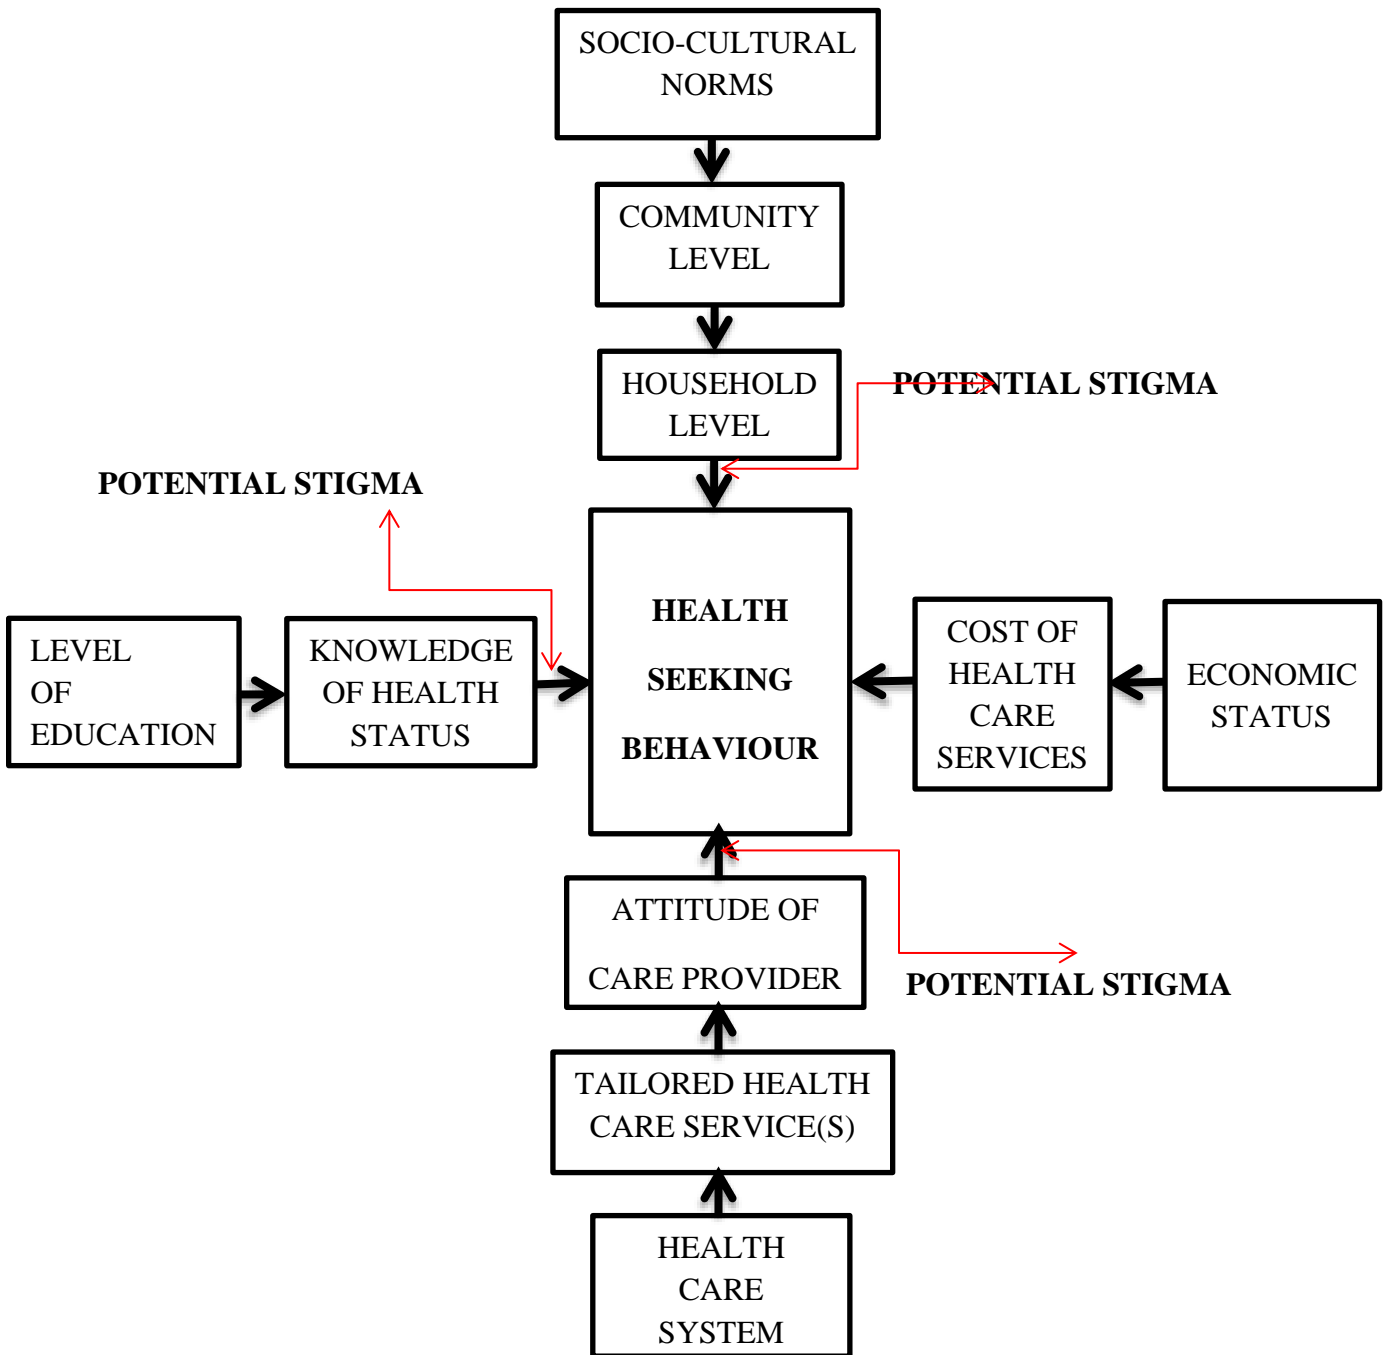 SOCIO-CULTURAL
NORMS
COMMUNITY
LEVEL
HOUSEHOLD
LEVEL
POTENTIAL STIGMA
POTENTIAL STIGMA
HEALTH
SEEKING
BEHAVIOUR
LEVEL
OF
EDUCATION
KNOWLEDGE
OF HEALTH
STATUS
COST OF
HEALTH
CARE
SERVICES
ECONOMIC
STATUS
ATTITUDE OF
CARE PROVIDER
POTENTIAL STIGMA
TAILORED HEALTH
CARE SERVICE(S)
HEALTH
CARE
SYSTEM